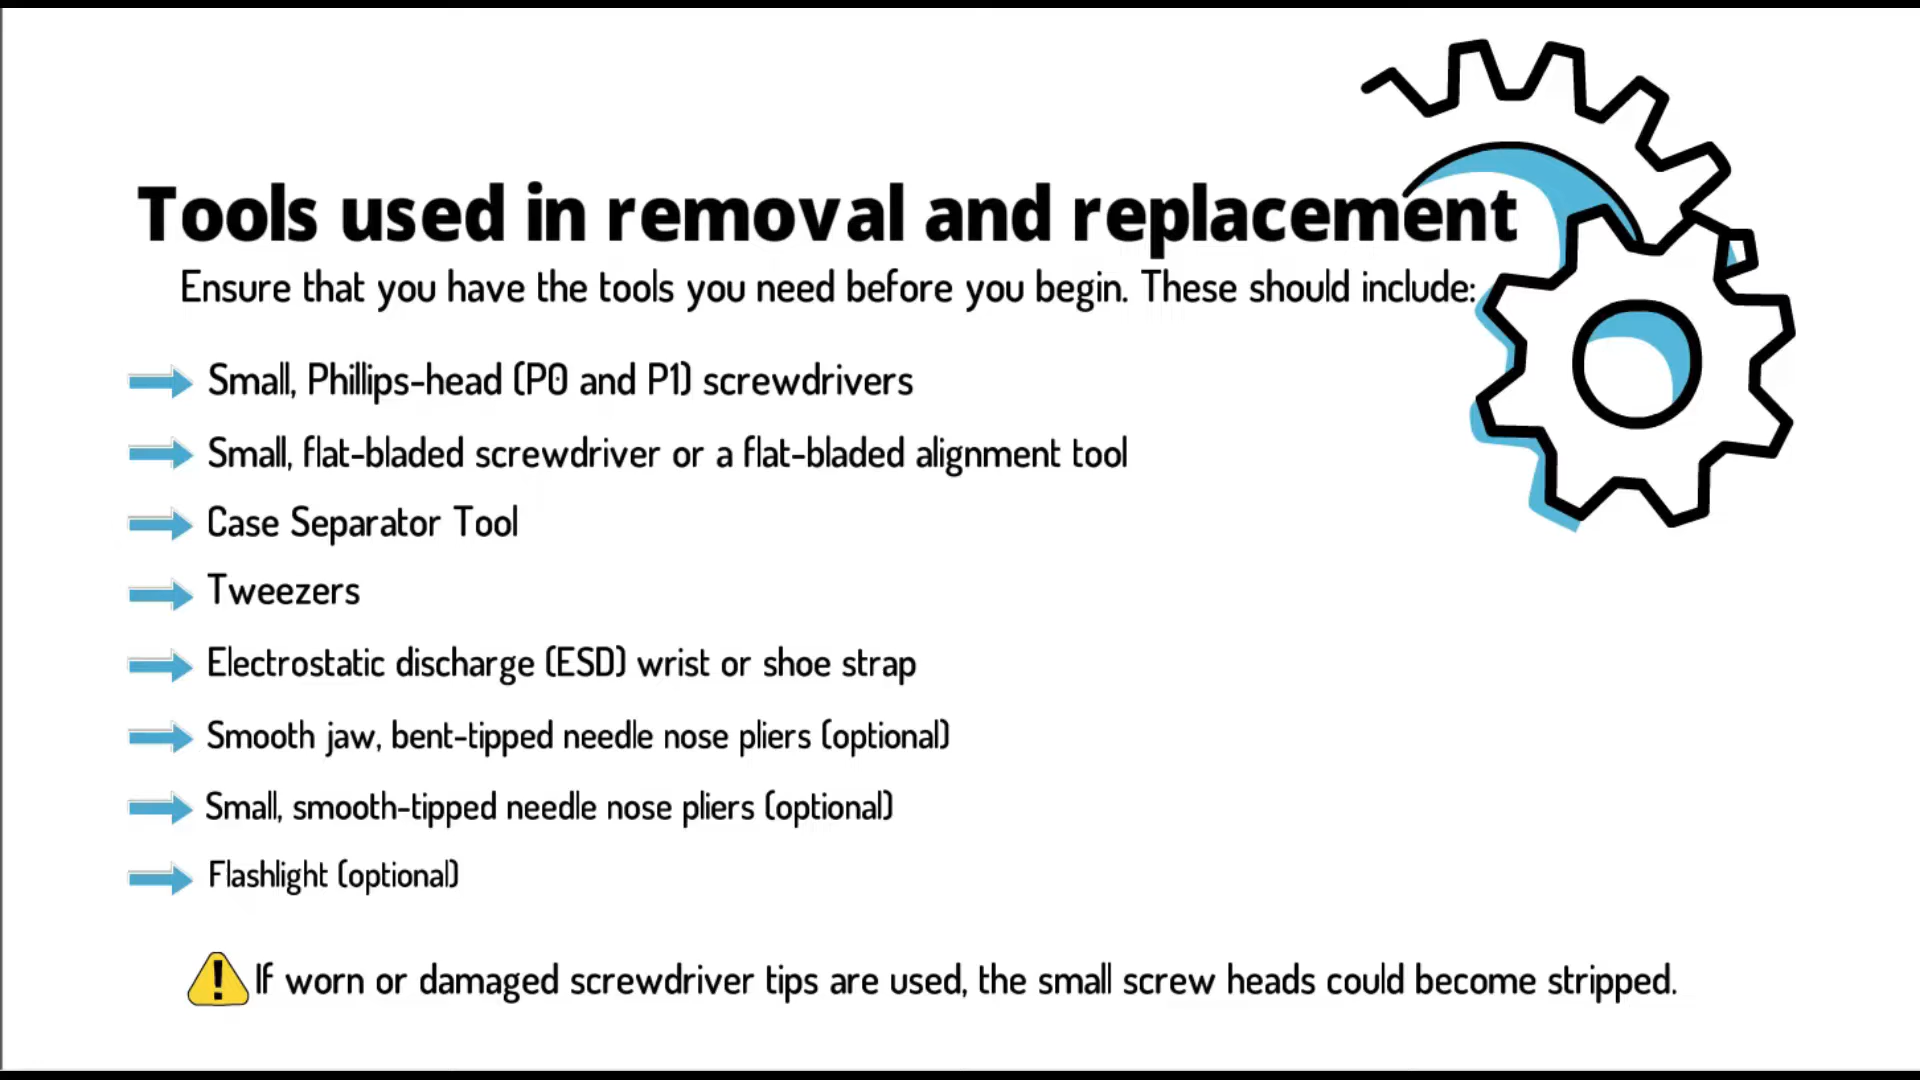 Tools used in removal and replacement
Ensure that you have the tools you need before you begin. These should include:
Small, Phillips-head (P0 and P1) screwdrivers
Small, flat-bladed screwdriver or a flat-bladed alignment tool
Case Separator Tool
Tweezers
Electrostatic discharge (ESD) wrist or shoe strap
Smooth jaw, bent-tipped needle nose pliers (optional)
Small, smooth-tipped needle nose pliers (optional)
Flashlight (optional)
If worn or damaged screwdriver tips are used, the small screw heads could become stripped.